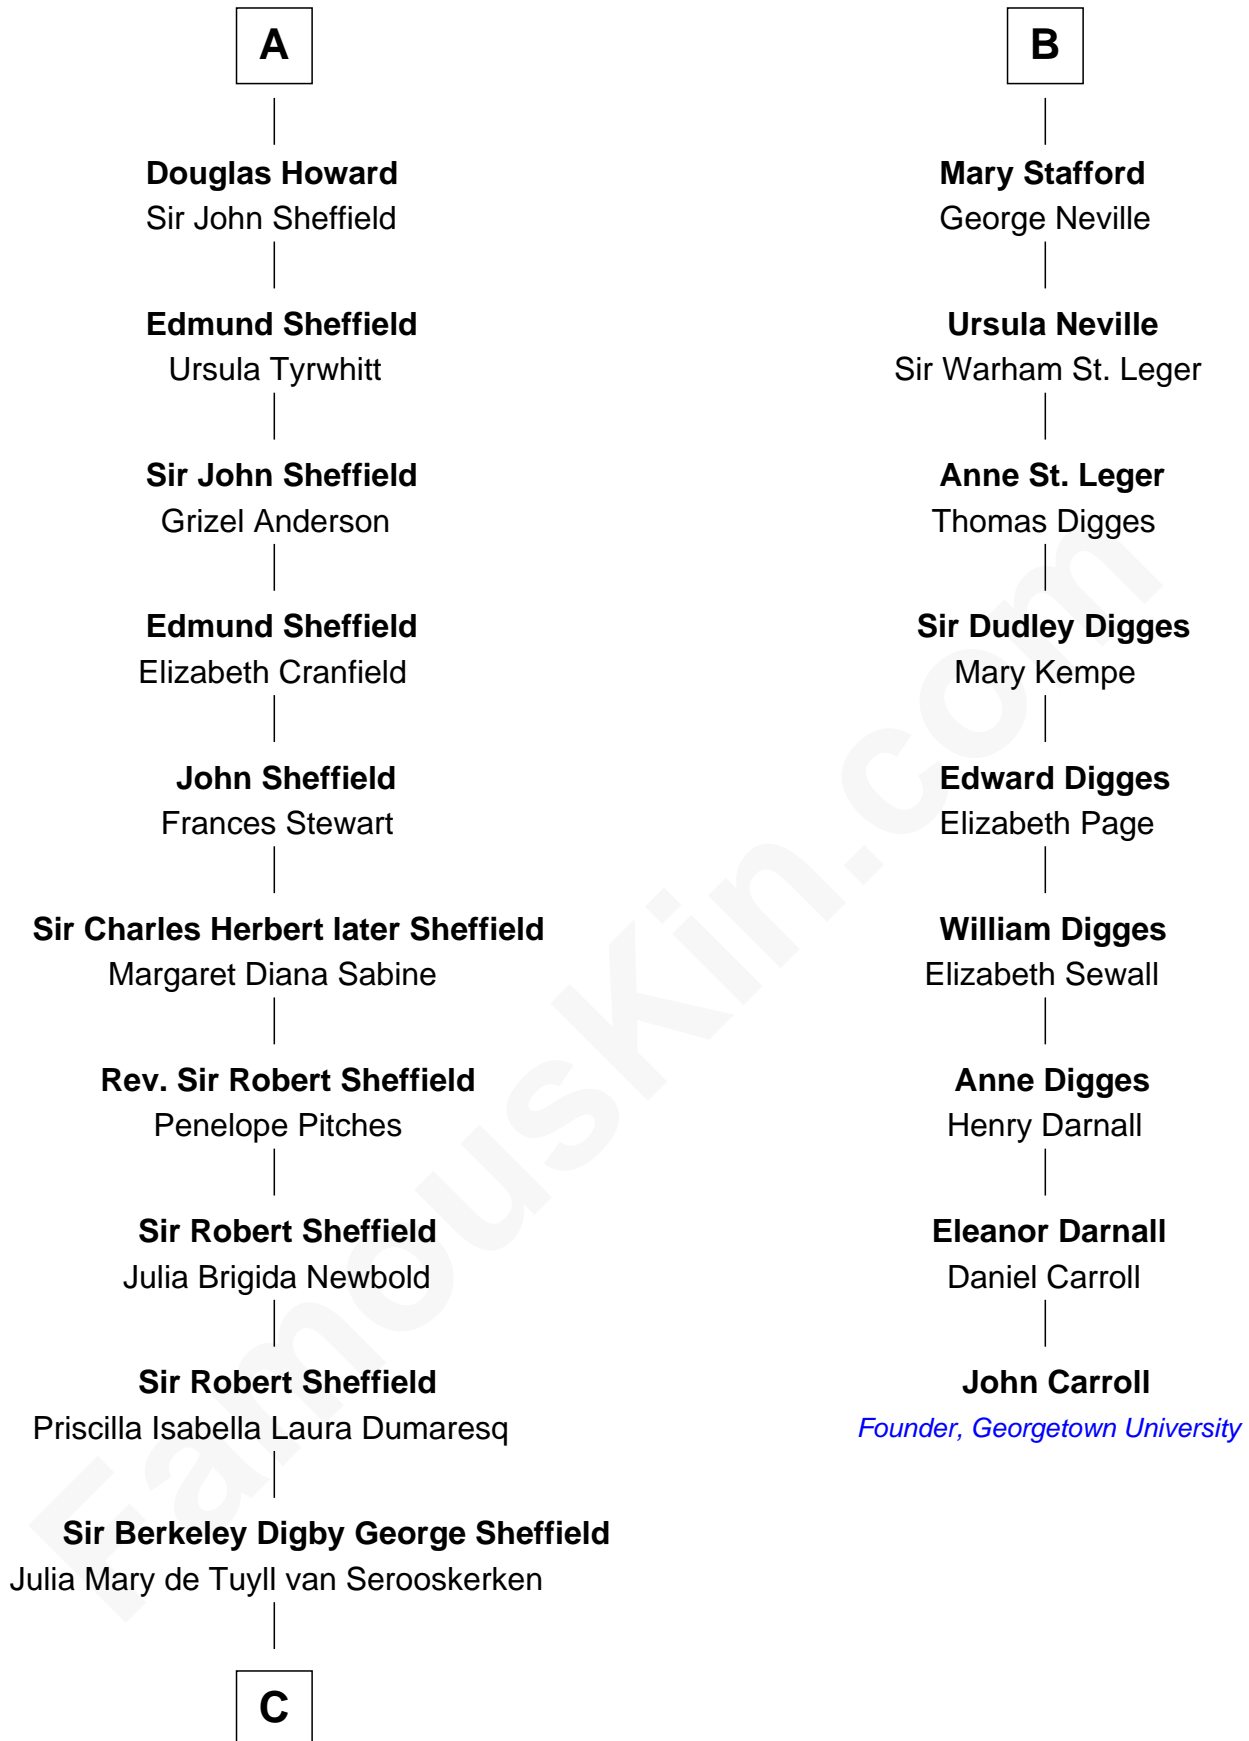 A
Douglas Howard
Sir John Sheffield
Edmund Sheffield
Ursula Tyrwhitt
Sir John Sheffield
Grizel Anderson
Edmund Sheffield
Elizabeth Cranfield
John Sheffield
Frances Stewart
Sir Charles Herbert later Sheffield
Margaret Diana Sabine
Rev. Sir Robert Sheffield
Penelope Pitches
Sir Robert Sheffield
Julia Brigida Newbold
Sir Robert Sheffield
Priscilla Isabella Laura Dumaresq
Sir Berkeley Digby George Sheffield
Julia Mary de Tuyll van Serooskerken
C
B
Mary Stafford
George Neville
Ursula Neville
Sir Warham St. Leger
Anne St. Leger
Thomas Digges
Sir Dudley Digges
Mary Kempe
Edward Digges
Elizabeth Page
William Digges
Elizabeth Sewall
Anne Digges
Henry Darnall
Eleanor Darnall
Daniel Carroll
John Carroll
Founder, Georgetown University
FamousKin.com